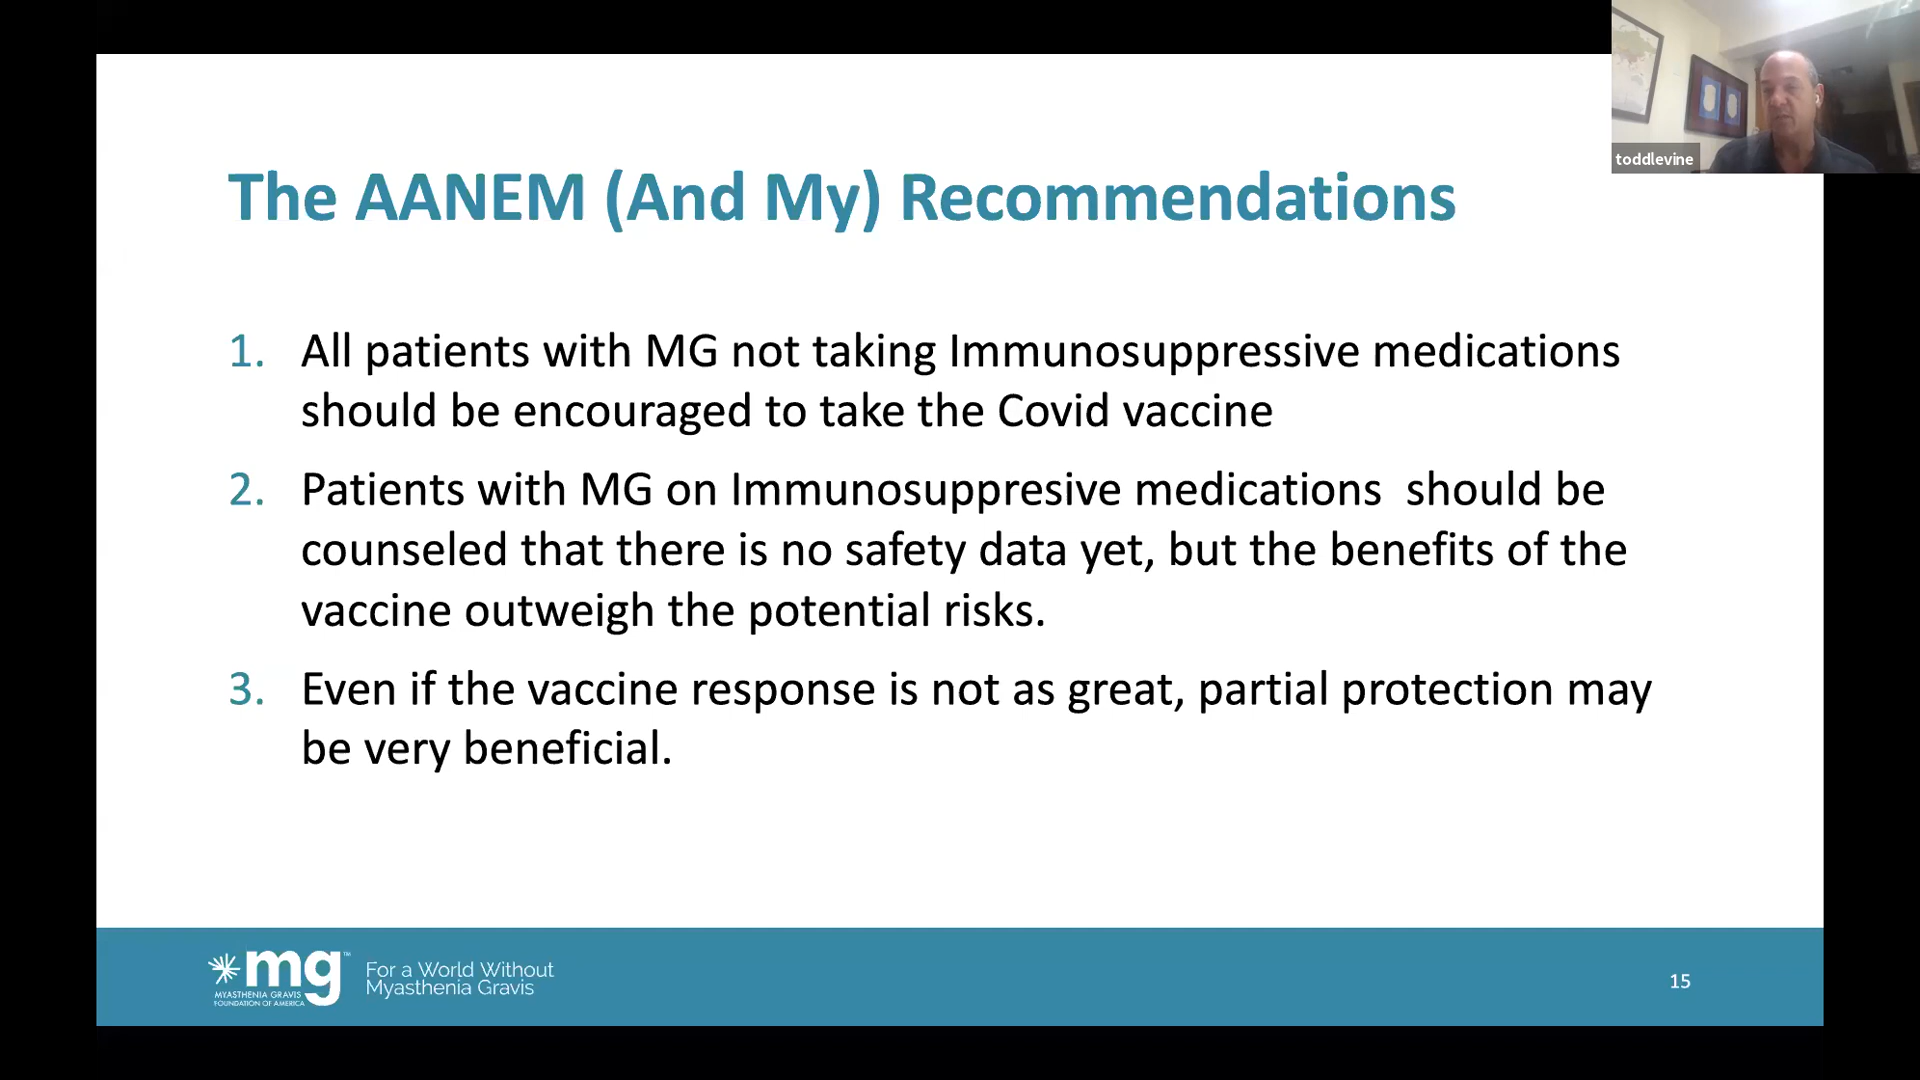 toddlevine
The AANEM (And My) Recommendations
1. All patients with MG not taking Immunosuppressive medications
should be encouraged to take the Covid vaccine
2. Patients with MG on Immunosuppresive medications should be
counseled that there is no safety data yet, but the benefits of the
vaccine outweigh the potential risks.
3. Even if the vaccine response is not as great, partial protection may
be very beneficial.
mg™
MYASTHENIA GRAVIS
FOUNDATION OF AMERICA
For a World Without
Myasthenia Gravis
15